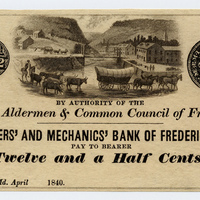 BY AUTHORITY OF THE
Aldermen & Common Council of Fr
ERS' AND MECHANICS' BANK OF FREDERI
PAY TO BEARER
Twelve and a Half Cents
Md. April 1840.